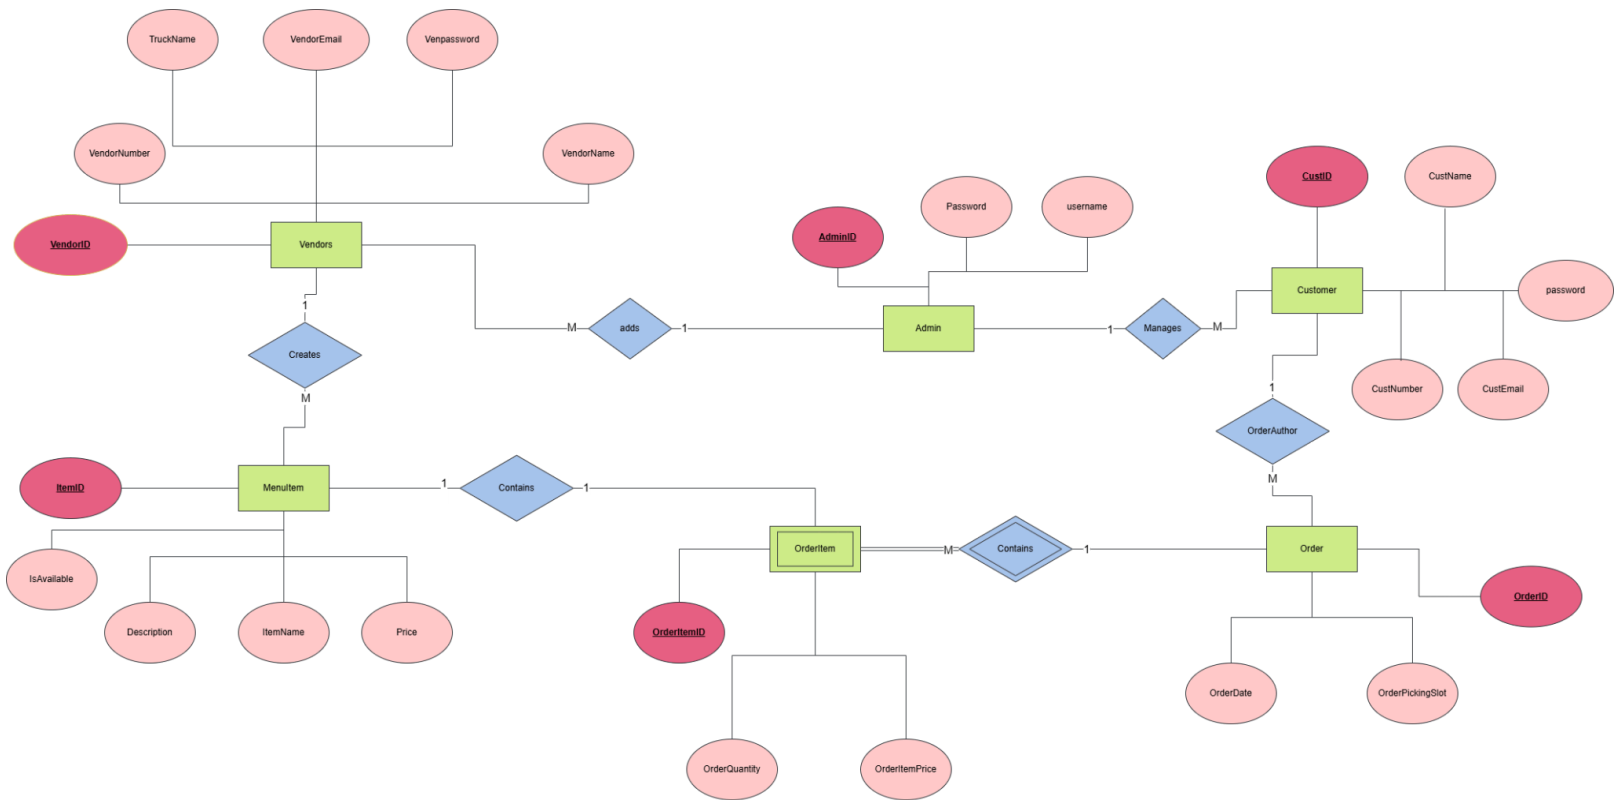 TruckName
VendorEmail
Venpassword
VendorNumber
VendorName
VendorID
Vendors
CustID
CustName
Password
username
AdminID
Customer
password
1
M
adds
1
Admin
1
Manages
M
Creates
M
CustNumber
CustEmail
1
OrderAuthor
M
ItemID
MenuItem
1
Contains
1
OrderItem
M
Contains
1
Order
IsAvailable
OrderID
Description
ItemName
Price
OrderItemID
OrderDate
OrderPickingSlot
OrderQuantity
OrderItemPrice